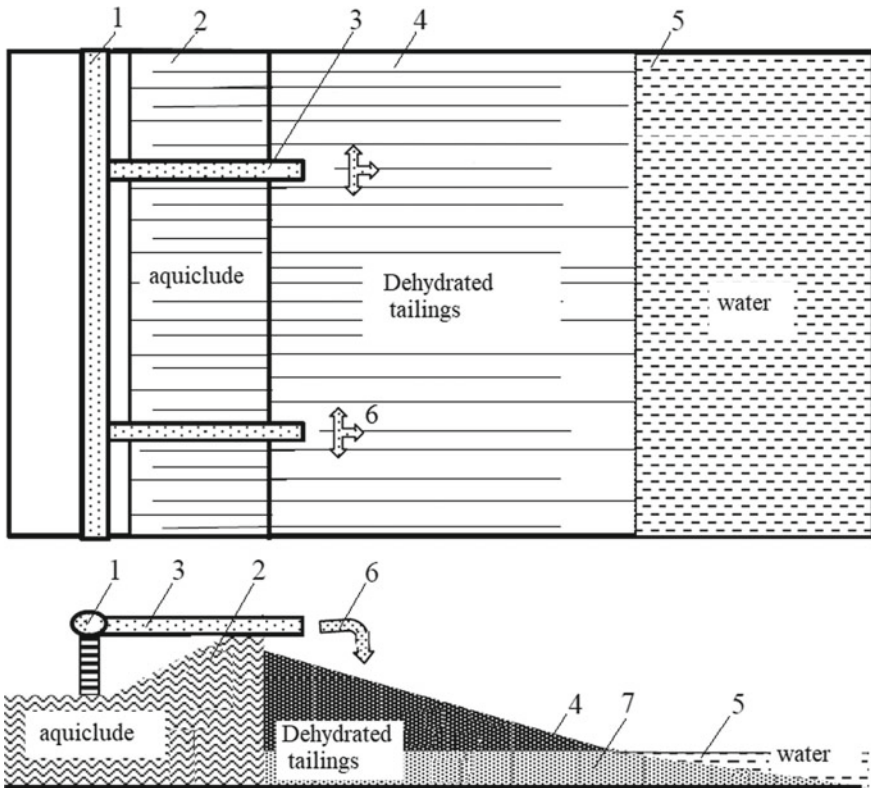 1
2
3
4
5
aquiclude
Dehydrated
tailings
water
6
1
3
2
6
4
7
5
aquiclude
Dehydrated
tailings
water